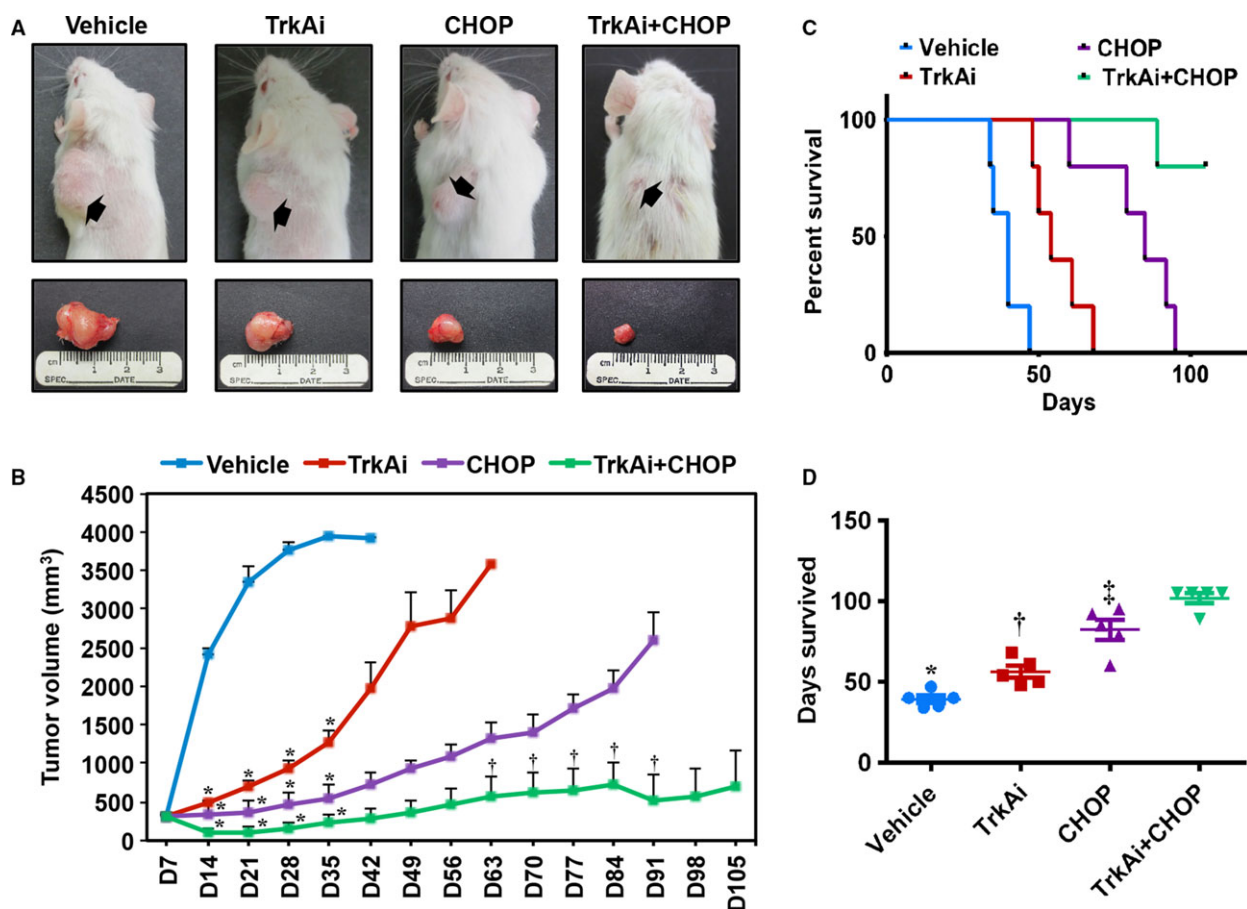 A
Vehicle
TrkAi
CHOP
TrkAi+CHOP
cm 1 2 3
SPEC. DATE
cm 1 2 3
SPEC. DATE
cm 1 2 3
SPEC. DATE
cm 1 2 3
SPEC. DATE
B
Vehicle TrkAi CHOP TrkAi+CHOP
Tumor volume (mm³)
4500
4000
3500
3000
2500
2000
1500
1000
500
0
* * * *
* * * *
* * * *
† † † † †
D7 D14 D21 D28 D35 D42 D49 D56 D63 D70 D77 D84 D91 D98 D105
C
Vehicle CHOP
TrkAi TrkAi+CHOP
Percent survival
100
50
0
0 50 100
Days
D
Days survived
150
100
50
0
* † ‡
Vehicle TrkAi CHOP TrkAi+CHOP